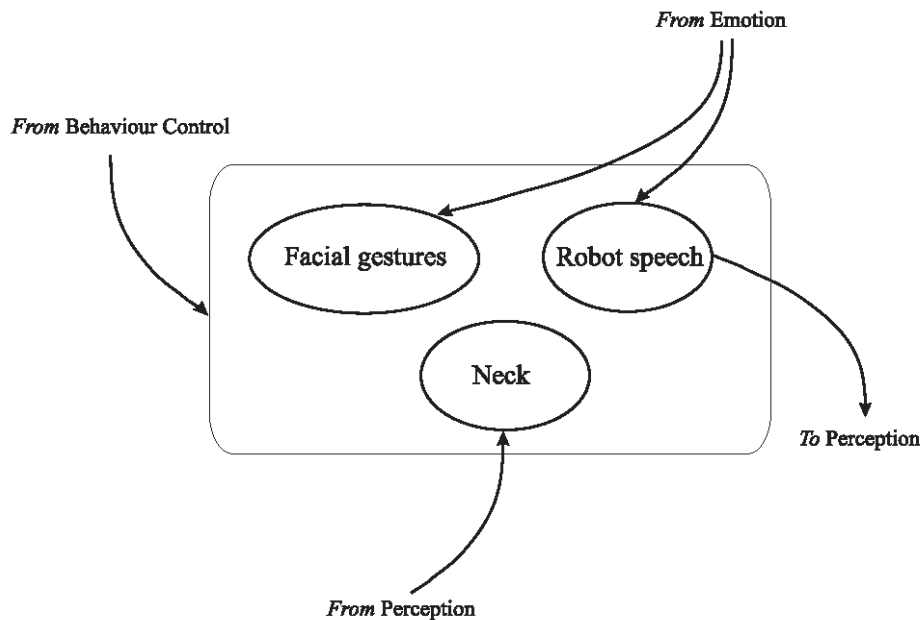 From Emotion
From Behaviour Control
Facial gestures
Robot speech
Neck
To Perception
From Perception